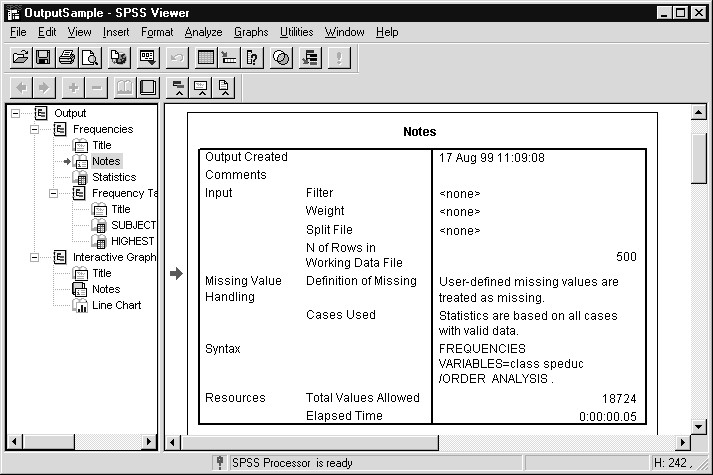 OutputSample - SPSS Viewer
File Edit View Insert Format Analyze Graphs Utilities Window Help
Output
Frequencies
Title
Notes
Statistics
Frequency Ta
Title
SUBJECT
HIGHEST
Interactive Graph
Title
Notes
Line Chart
Notes
Output Created 17 Aug 99 11:09:08
Comments
Input Filter <none>
Weight <none>
Split File <none>
N of Rows in
Working Data File 500
Missing Value Definition of Missing User-defined missing values are
Handling treated as missing.
Cases Used Statistics are based on all cases
with valid data.
Syntax FREQUENCIES
VARIABLES=class speduc
/ORDER ANALYSIS .
Resources Total Values Allowed 18724
Elapsed Time 0:00:00.05
SPSS Processor is ready H: 242 ,